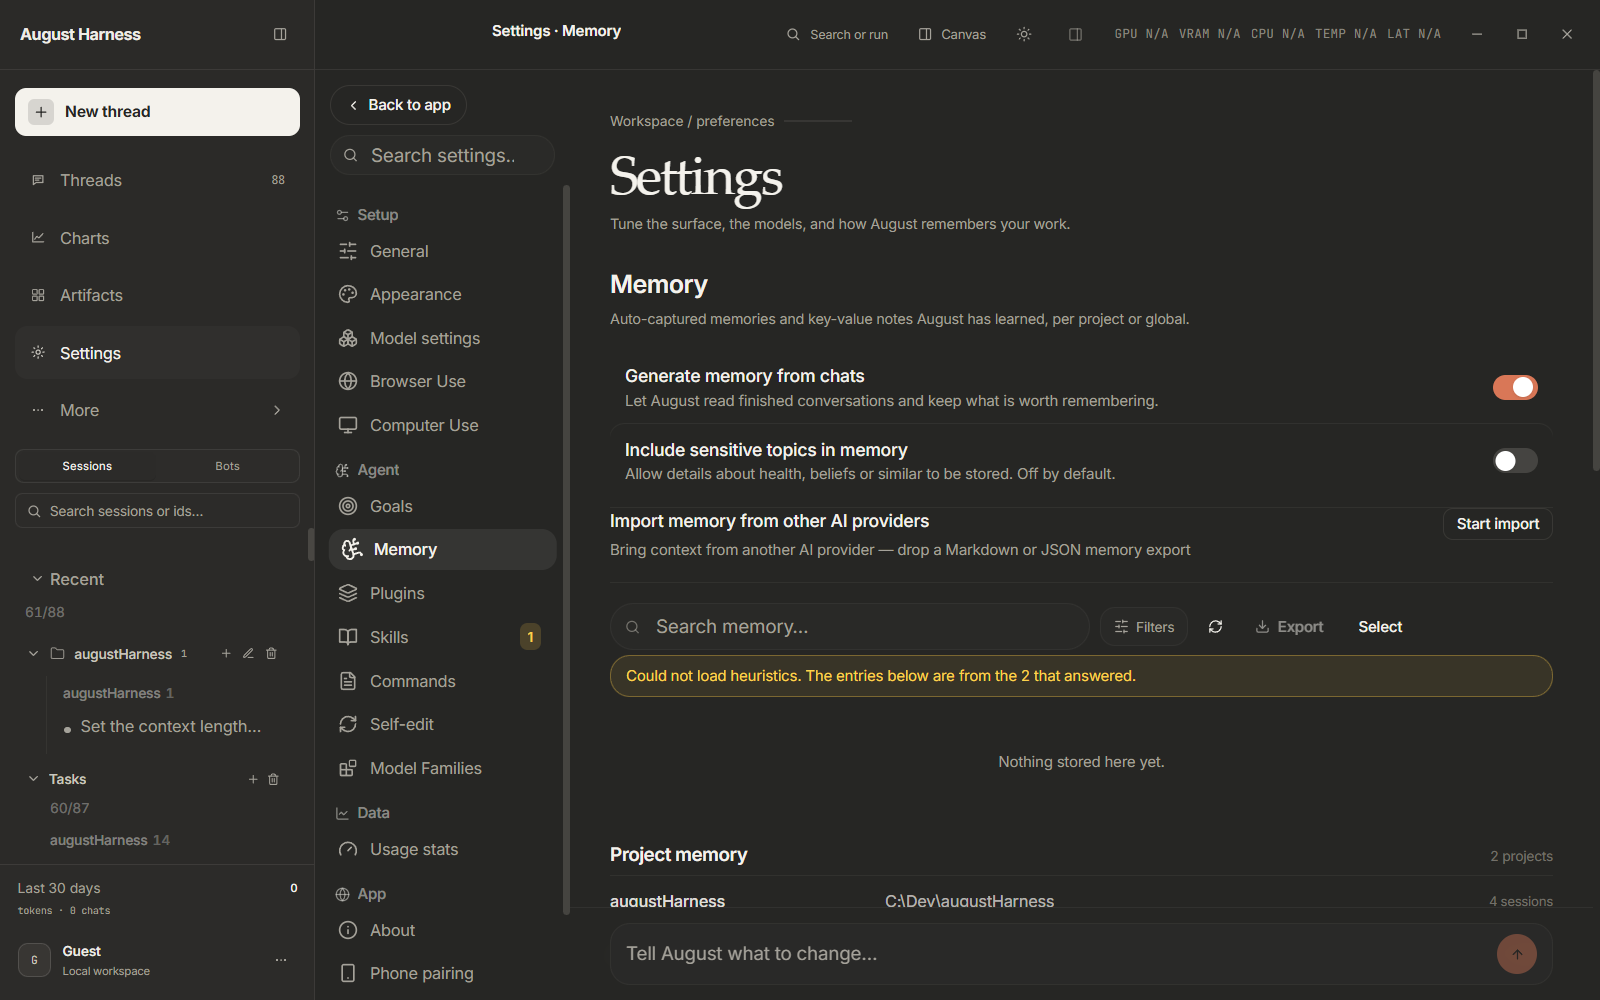 August Harness
Settings · Memory
Search or run
Canvas
GPU N/A VRAM N/A CPU N/A TEMP N/A LAT N/A
New thread
Threads 88
Charts
Artifacts
Settings
More
Sessions Bots
Search sessions or ids...
Recent
61/88
augustHarness 1
augustHarness 1
Set the context length...
Tasks
60/87
augustHarness 14
Last 30 days 0
tokens · 0 chats
G
Guest
Local workspace
Back to app
Search settings..
Setup
General
Appearance
Model settings
Browser Use
Computer Use
Agent
Goals
Memory
Plugins
Skills 1
Commands
Self-edit
Model Families
Data
Usage stats
App
About
Phone pairing
Workspace / preferences
Settings
Tune the surface, the models, and how August remembers your work.
Memory
Auto-captured memories and key-value notes August has learned, per project or global.
Generate memory from chats
Let August read finished conversations and keep what is worth remembering.
Include sensitive topics in memory
Allow details about health, beliefs or similar to be stored. Off by default.
Import memory from other AI providers
Start import
Bring context from another AI provider — drop a Markdown or JSON memory export
Search memory...
Filters
Export
Select
Could not load heuristics. The entries below are from the 2 that answered.
Nothing stored here yet.
Project memory 2 projects
augustHarness C:\Dev\augustHarness 4 sessions
Tell August what to change...